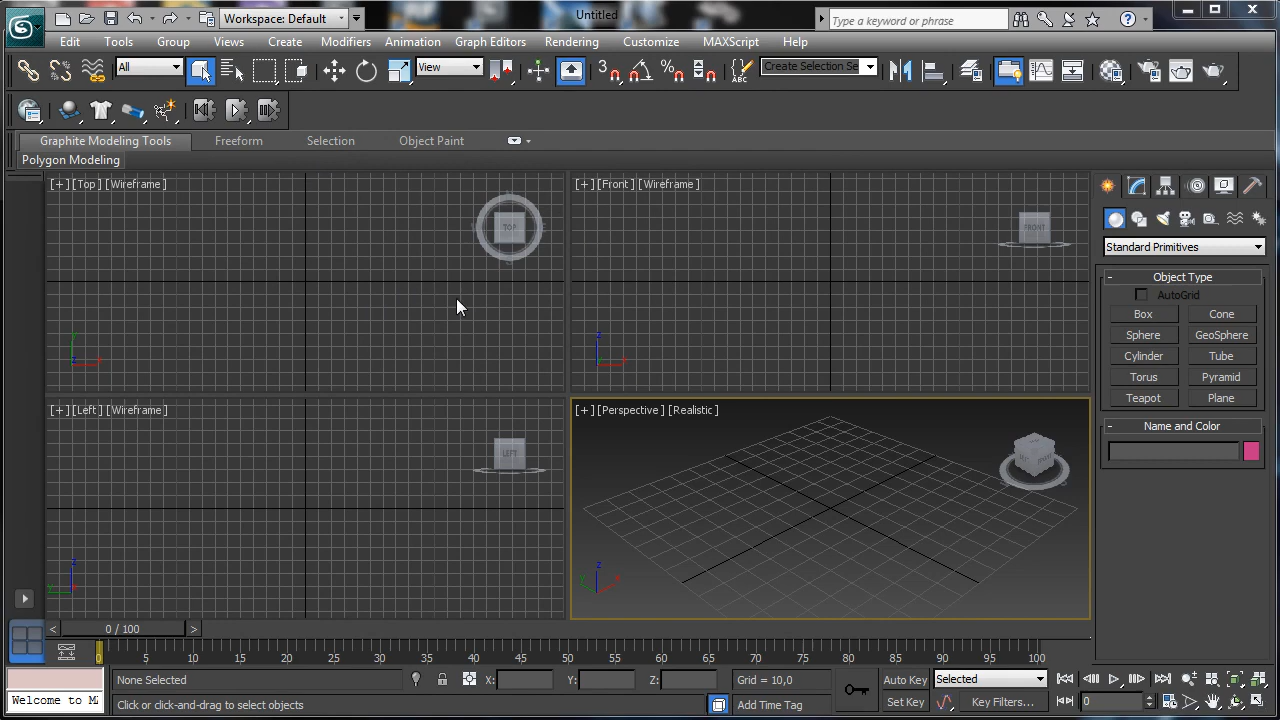 Workspace: Default
Untitled
Type a keyword or phrase
Edit Tools Group Views Create Modifiers Animation Graph Editors Rendering Customize MAXScript Help
All
View
3
Create Selection Se
Graphite Modeling Tools Freeform Selection Object Paint
Polygon Modeling
[+] [Top] [Wireframe]
TOP
[+] [Front] [Wireframe]
FRONT
Standard Primitives
- Object Type
AutoGrid
Box Cone
Sphere GeoSphere
Cylinder Tube
Torus Pyramid
Teapot Plane
- Name and Color
y
z x
z
x
[+] [Left] [Wireframe]
LEFT
[+] [Perspective] [Realistic]
z
y
z
y x
< 0 / 100 >
5 10 15 20 25 30 35 40 45 50 55 60 65 70 75 80 85 90 95 100
None Selected X: Y: Z: Grid = 10,0 Auto Key Selected
Welcome to M
Click or click-and-drag to select objects Add Time Tag Set Key Key Filters... 0